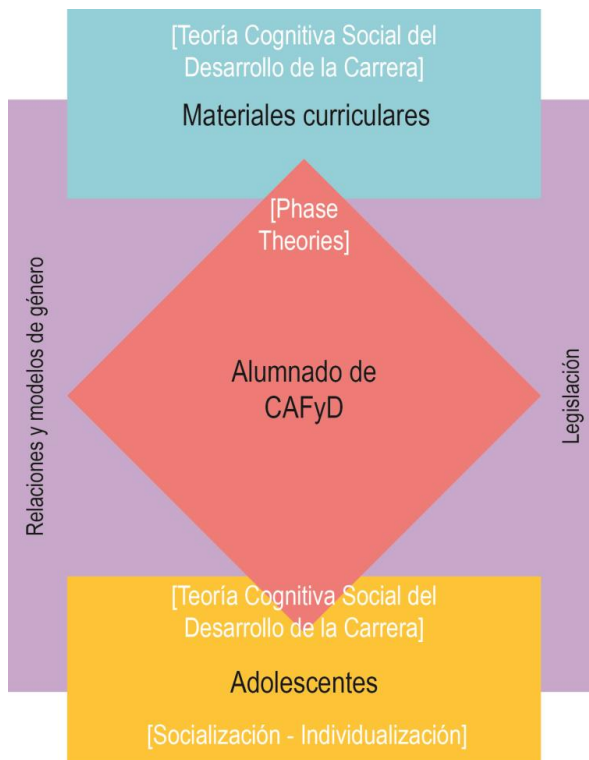 [Teoría Cognitiva Social del
Desarrollo de la Carrera]
Materiales curriculares
[Phase
Theories]
Relaciones y modelos de género
Alumnado de
CAFyD
Legislación
[Teoría Cognitiva Social del
Desarrollo de la Carrera]
Adolescentes
[Socialización - Individualización]